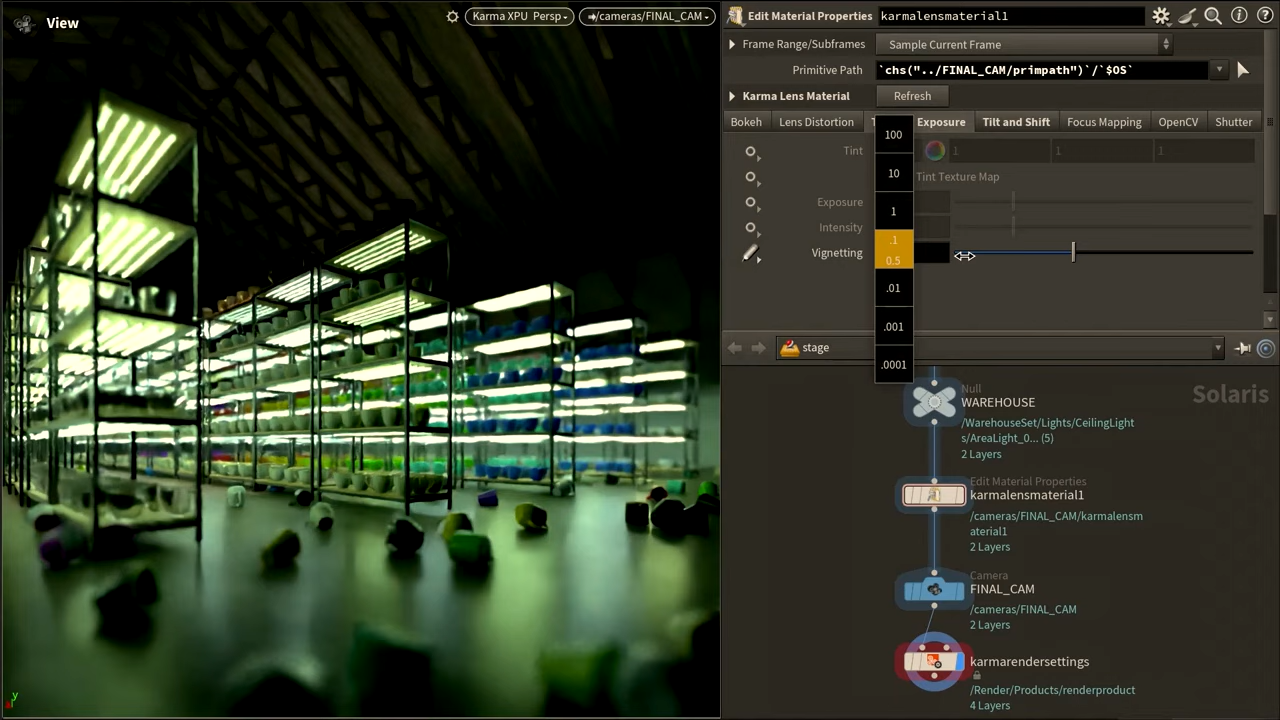 View
Karma XPU Persp
/cameras/FINAL_CAM
Edit Material Properties karmalensmaterial1
Frame Range/Subframes Sample Current Frame
Primitive Path `chs("../FINAL_CAM/primpath")`/`$OS`
Karma Lens Material Refresh
Bokeh Lens Distortion T Exposure Tilt and Shift Focus Mapping OpenCV Shutter
Tint 1 1 1
Tint Texture Map
Exposure
Intensity
Vignetting
100
10
1
.1
0.5
.01
.001
.0001
stage
Solaris
Null
WAREHOUSE
/WarehouseSet/Lights/CeilingLight
s/AreaLight_0... (5)
2 Layers
Edit Material Properties
karmalensmaterial1
/cameras/FINAL_CAM/karmalensm
aterial1
2 Layers
Camera
FINAL_CAM
/cameras/FINAL_CAM
2 Layers
karmarendersettings
/Render/Products/renderproduct
4 Layers
y